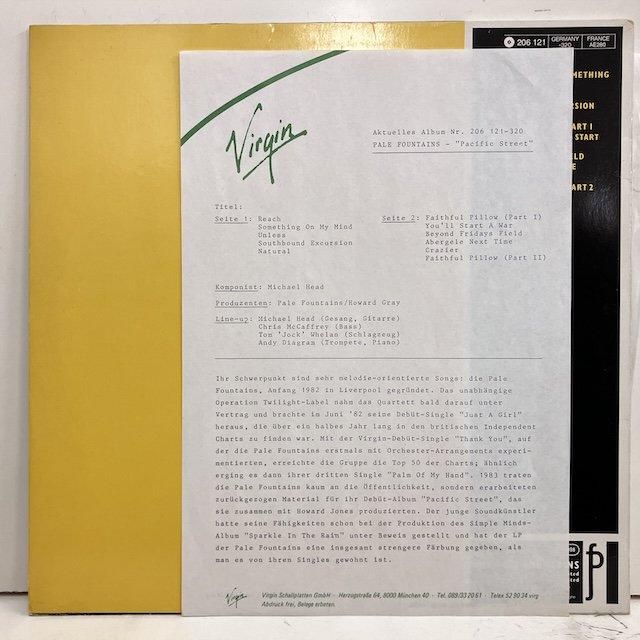 206 121 GERMANY -320 FRANCE AE280
Virgin
Aktuelles Album Nr. 206 121-320
PALE FOUNTAINS - "Pacific Street"
Titel:
Seite 1: Reach
Something On My Mind
Unless
Southbound Excursion
Natural
Seite 2: Faithful Pillow (Part I)
You'll Start A War
Beyond Fridays Field
Abergele Next Time
Crazier
Faithful Pillow (Part II)
Komponist: Michael Head
Produzenten: Pale Fountains/Howard Gray
Line-up: Michael Head (Gesang, Gitarre)
Chris McCaffrey (Bass)
Tom 'Jock' Whelan (Schlagzeug)
Andy Diagram (Trompete, Piano)
Ihr Schwerpunkt sind sehr melodie-orientierte Songs: die Pale
Fountains, Anfang 1982 in Liverpool gegründet. Das unabhängige
Operation Twilight-Label nahm das Quartett bald darauf unter
Vertrag und brachte im Juni '82 seine Debüt-Single "Just A Girl"
heraus, die über ein halbes Jahr lang in den britischen Independent
Charts zu finden war. Mit der Virgin-Debüt-Single "Thank You", auf
der die Pale Fountains erstmals mit Orchester-Arrangements experi-
mentierten, erreichte die Gruppe die Top 50 der Charts; ähnlich
erging es dann ihrer dritten Single "Palm Of My Hand". 1983 traten
die Pale Fountains kaum an die Öffentlichkeit, sondern erarbeiteten
zurückgezogen Material für ihr Debüt-Album "Pacific Street", das
sie zusammen mit Howard Jones produzierten. Der junge Soundkünstler
hatte seine Fähigkeiten schon bei der Produktion des Simple Minds-
Album "Sparkle In The Rain" unter Beweis gestellt und hat der LP
der Pale Fountains eine insgesamt strengere Färbung gegeben, als
man es von ihren Singles gewohnt ist.
Virgin Virgin Schallplatten GmbH · Herzogstraße 64, 8000 München 40 · Tel. 089/33 20 61 · Telex 52 90 34 virg
Abdruck frei, Belege erbeten.
METHING
ERSION
ART 1
START
LD
E
ART 2
NS
fp